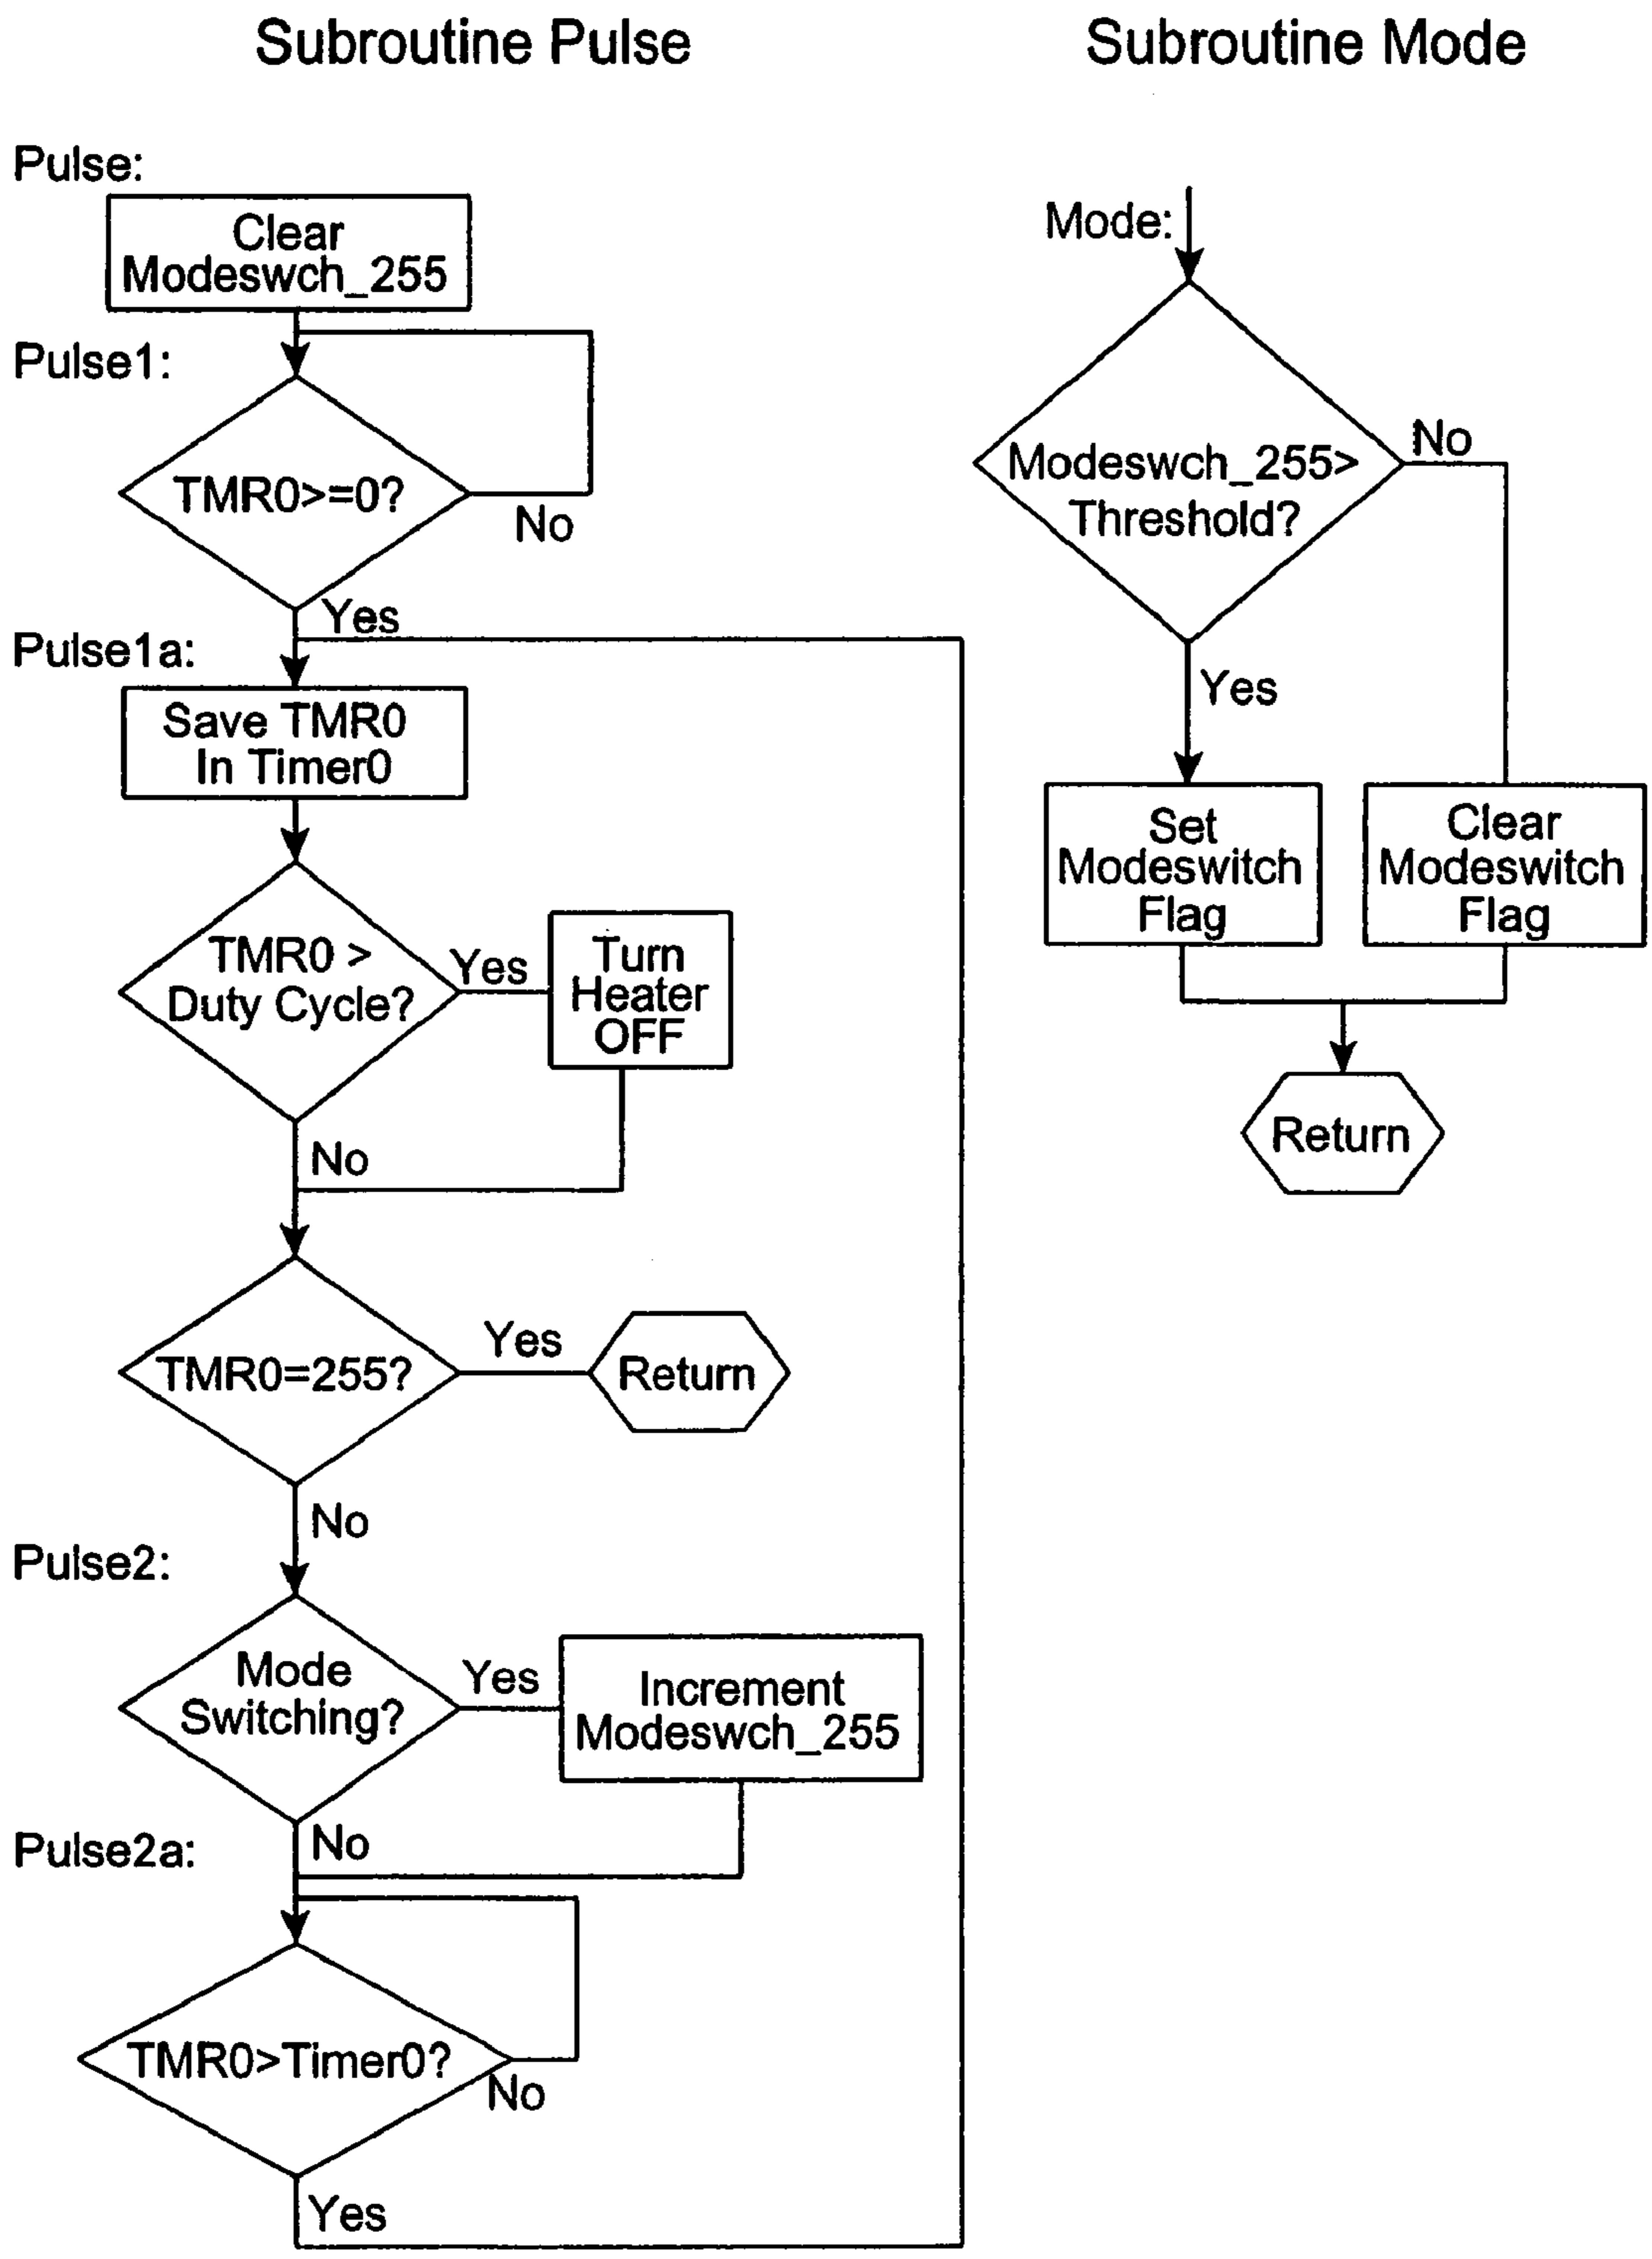 Subroutine Pulse
Pulse:
Clear
Modeswch_255
Pulse1:
TMR0>=0?
No
Yes
Pulse1a:
Save TMR0
In Timer0
TMR0 >
Duty Cycle?
Yes
Turn
Heater
OFF
No
TMR0=255?
Yes
Return
No
Pulse2:
Mode
Switching?
Yes
Increment
Modeswch_255
No
Pulse2a:
TMR0>Timer0?
No
Yes
Subroutine Mode
Mode:
Modeswch_255>
Threshold?
No
Yes
Set
Modeswitch
Flag
Clear
Modeswitch
Flag
Return